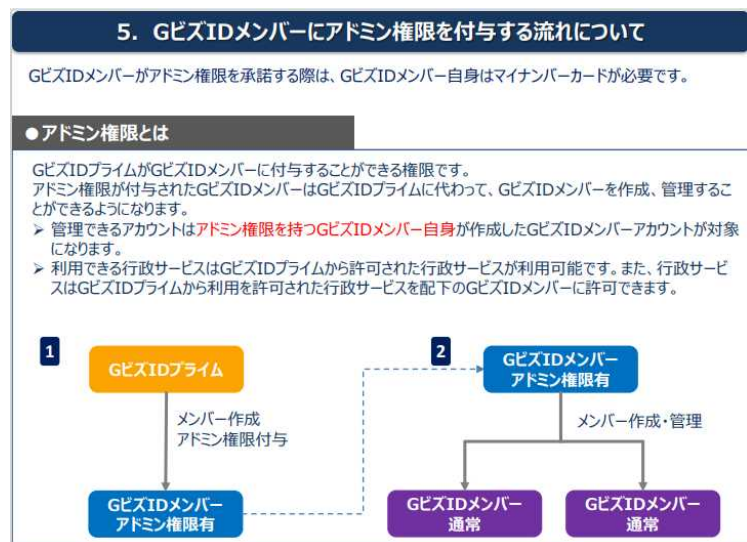 5. GビズIDメンバーにアドミン権限を付与する流れについて
GビズIDメンバーがアドミン権限を承諾する際は、GビズIDメンバー自身はマイナンバーカードが必要です。
●アドミン権限とは
GビズIDプライムがGビズIDメンバーに付与することができる権限です。
アドミン権限が付与されたGビズIDメンバーはGビズIDプライムに代わって、GビズIDメンバーを作成、管理するこ
とができるようになります。
➢ 管理できるアカウントはアドミン権限を持つGビズIDメンバー自身が作成したGビズIDメンバーアカウントが対象
になります。
➢ 利用できる行政サービスはGビズIDプライムから許可された行政サービスが利用可能です。また、行政サービ
スはGビズIDプライムから利用を許可された行政サービスを配下のGビズIDメンバーに許可できます。
1
GビズIDプライム
メンバー作成
アドミン権限付与
GビズIDメンバー
アドミン権限有
2
GビズIDメンバー
アドミン権限有
メンバー作成・管理
GビズIDメンバー
通常
GビズIDメンバー
通常